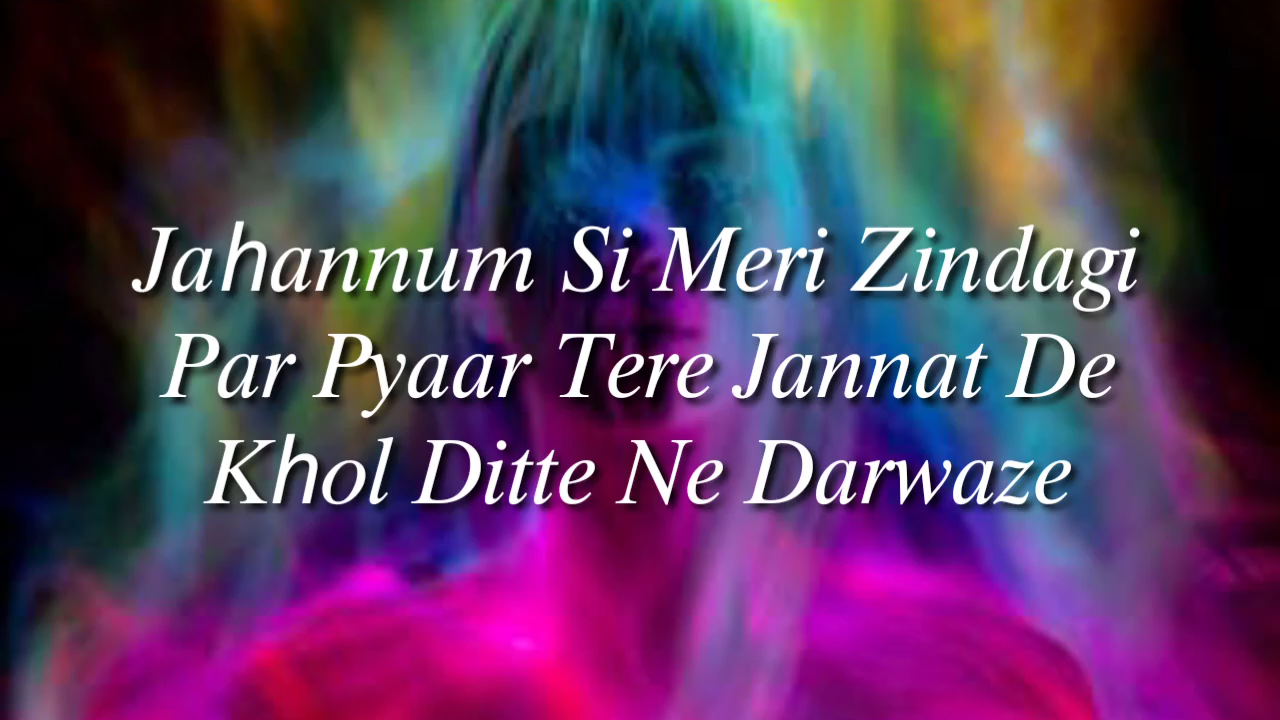 Jahannum Si Meri Zindagi
Par Pyaar Tere Jannat De
Khol Ditte Ne Darwaze